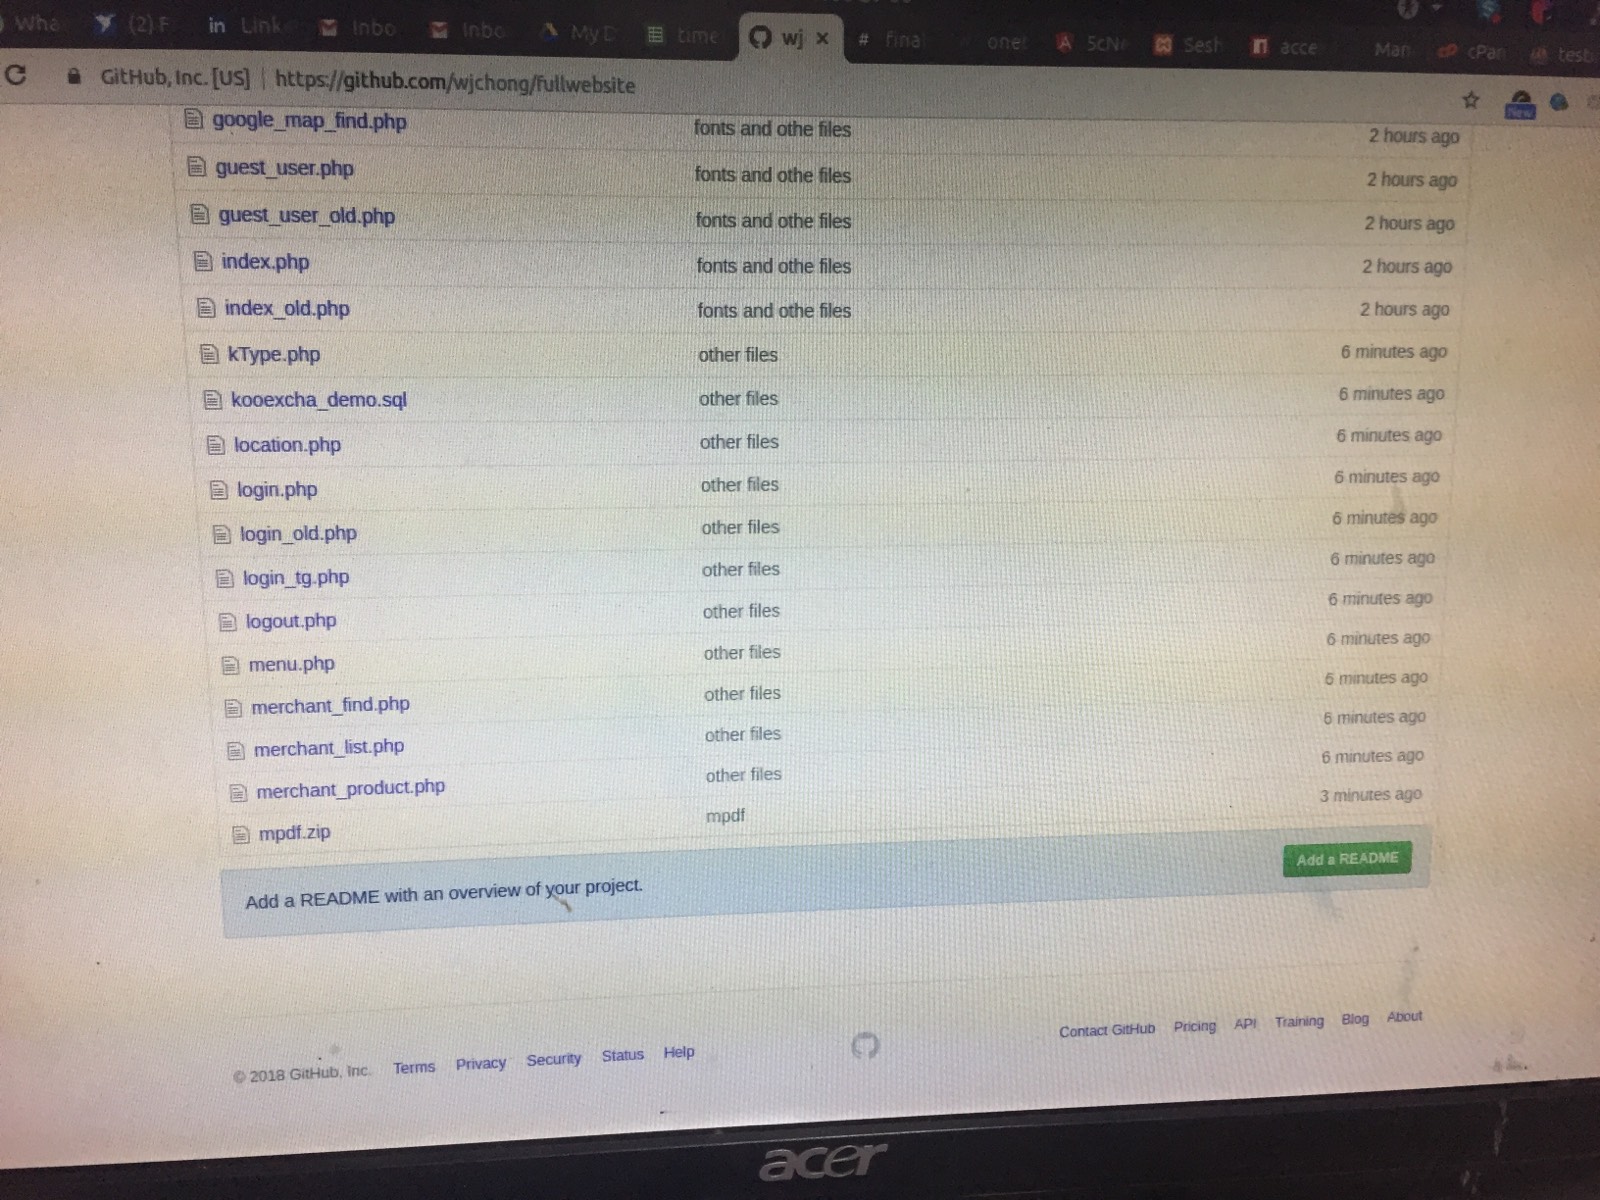 Wha (2) F in Link Inbo Inbo My D time wj × # final onel 5cN Sesh acce Man cPan testi
GitHub, Inc. [US] | https://github.com/wjchong/fullwebsite
New
google_map_find.php fonts and othe files 2 hours ago
guest_user.php fonts and othe files 2 hours ago
guest_user_old.php fonts and othe files 2 hours ago
index.php fonts and othe files 2 hours ago
index_old.php fonts and othe files 2 hours ago
kType.php other files 6 minutes ago
kooexcha_demo.sql other files 6 minutes ago
location.php other files 6 minutes ago
login.php other files 6 minutes ago
login_old.php other files 6 minutes ago
login_tg.php other files 6 minutes ago
logout.php other files 6 minutes ago
menu.php other files 6 minutes ago
merchant_find.php other files 6 minutes ago
merchant_list.php other files 6 minutes ago
merchant_product.php other files 6 minutes ago
mpdf.zip mpdf 3 minutes ago
Add a README with an overview of your project. Add a README
© 2018 GitHub, Inc. Terms Privacy Security Status Help Contact GitHub Pricing API Training Blog About
acer